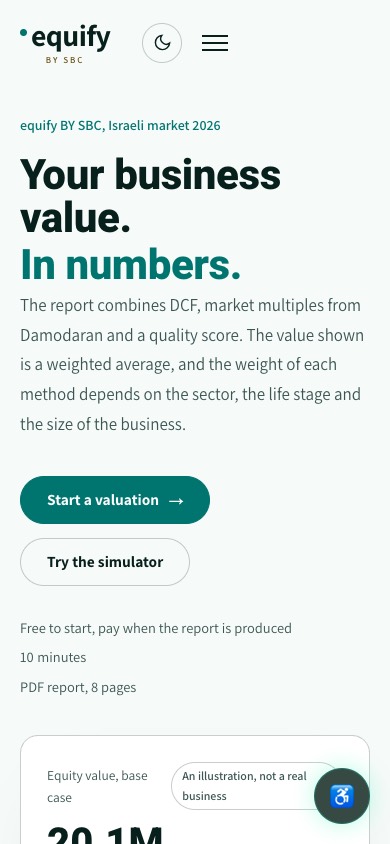 equify
BY SBC
equify BY SBC, Israeli market 2026
Your business
value.
In numbers.
The report combines DCF, market multiples from
Damodaran and a quality score. The value shown
is a weighted average, and the weight of each
method depends on the sector, the life stage and
the size of the business.
Start a valuation →
Try the simulator
Free to start, pay when the report is produced
10 minutes
PDF report, 8 pages
Equity value, base
case
An illustration, not a real
business
20.1M